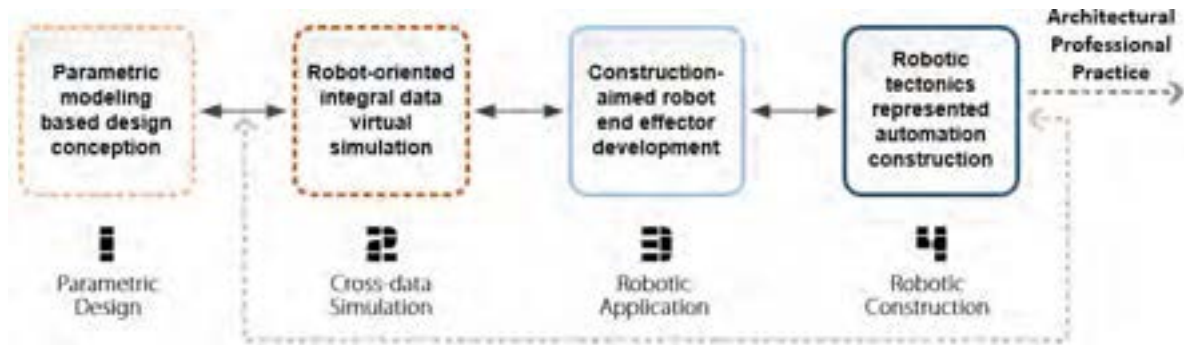 Parametric
modeling
based design
conception
Robot-oriented
integral data
virtual
simulation
Construction-
aimed robot
end effector
development
Robotic
tectonics
represented
automation
construction
Architectural
Professional
Practice
1
Parametric
Design
2
Cross-data
Simulation
3
Robotic
Application
4
Robotic
Construction